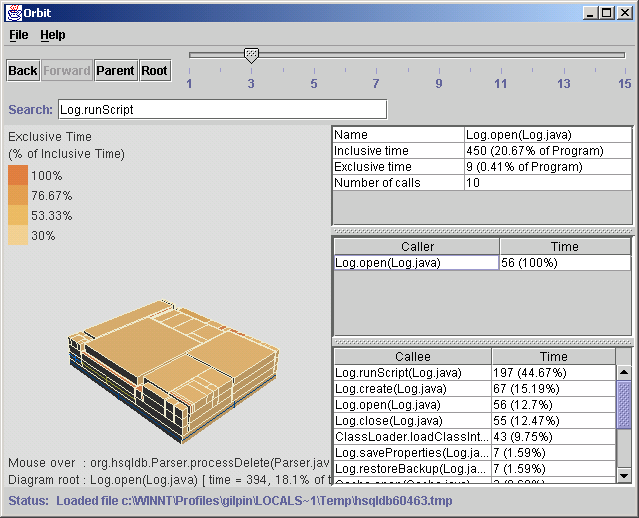 Orbit
File Help
Back Forward Parent Root
1 3 5 7 9 11 13 15
Search: Log.runScript
Exclusive Time
(% of Inclusive Time)
100%
76.67%
53.33%
30%
Name Log.open(Log.java)
Inclusive time 450 (20.67% of Program)
Exclusive time 9 (0.41% of Program)
Number of calls 10
Caller Time
Log.open(Log.java) 56 (100%)
Callee Time
Log.runScript(Log.java) 197 (44.67%)
Log.create(Log.java) 67 (15.19%)
Log.open(Log.java) 56 (12.7%)
Log.close(Log.java) 55 (12.47%)
ClassLoader.loadClassInt... 43 (9.75%)
Log.saveProperties(Log.ja... 7 (1.59%)
Log.restoreBackup(Log.ja... 7 (1.59%)
Mouse over : org.hsqldb.Parser.processDelete(Parser.jav
Diagram root : Log.open(Log.java) [ time = 394, 18.1% of t
Status: Loaded file c:\WINNT\Profiles\gilpin\LOCALS~1\Temp\hsqldb60463.tmp